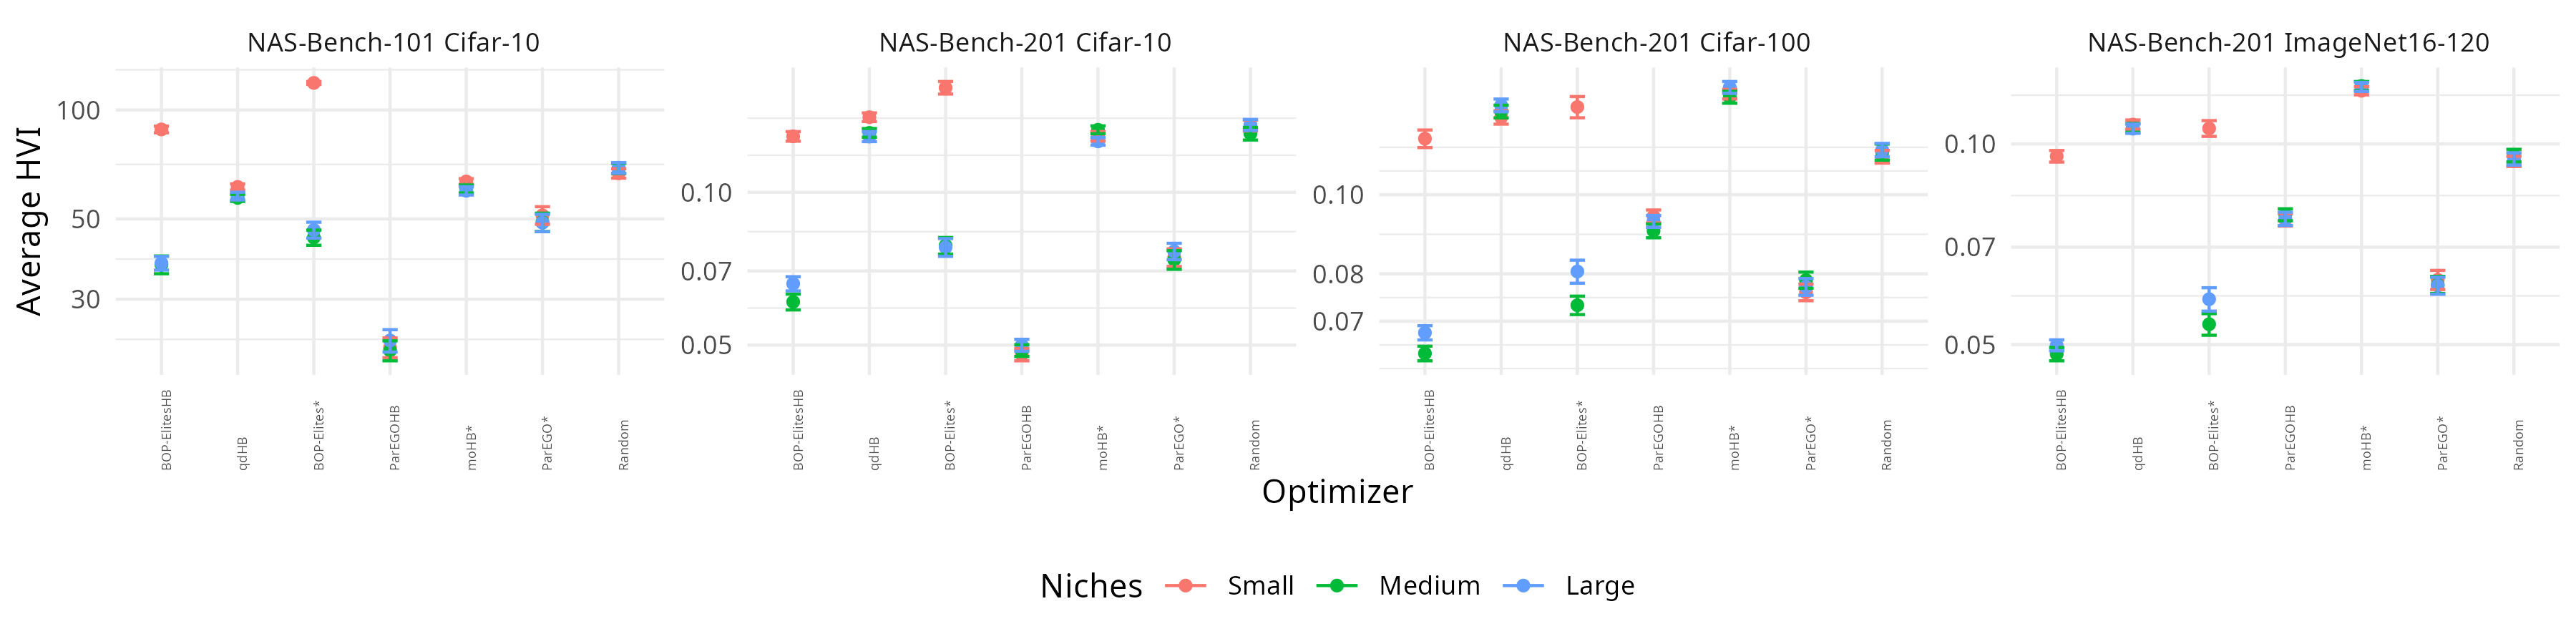 NAS-Bench-101 Cifar-10
NAS-Bench-201 Cifar-10
NAS-Bench-201 Cifar-100
NAS-Bench-201 ImageNet16-120
Average HVI
100
50
30
0.10
0.07
0.05
0.10
0.08
0.07
0.10
0.07
0.05
BOP-ElitesHB
qdHB
BOP-Elites*
ParEGOHB
moHB*
ParEGO*
Random
BOP-ElitesHB
qdHB
BOP-Elites*
ParEGOHB
moHB*
ParEGO*
Random
BOP-ElitesHB
qdHB
BOP-Elites*
ParEGOHB
moHB*
ParEGO*
Random
BOP-ElitesHB
qdHB
BOP-Elites*
ParEGOHB
moHB*
ParEGO*
Random
Optimizer
Niches Small Medium Large